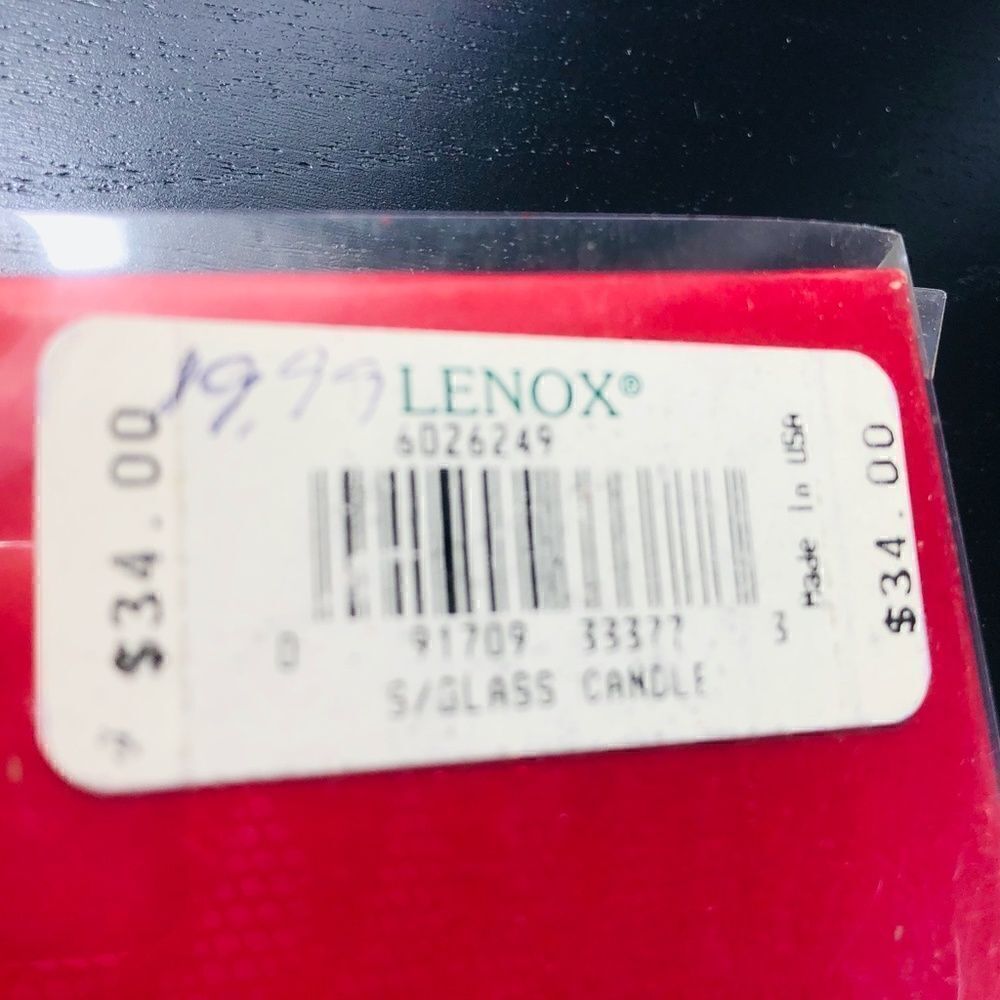 19.99 LENOX®
6026249
0 91709 33377 3
S/GLASS CANDLE
$34.00
Made In USA
$34.00